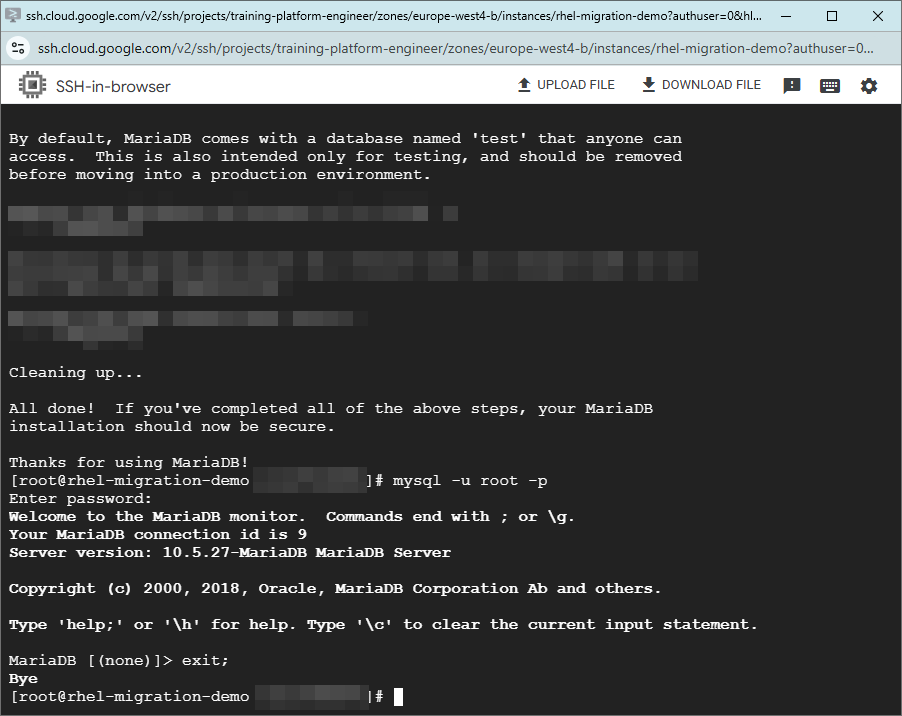 ssh.cloud.google.com/v2/ssh/projects/training-platform-engineer/zones/europe-west4-b/instances/rhel-migration-demo?authuser=0&hl...
ssh.cloud.google.com/v2/ssh/projects/training-platform-engineer/zones/europe-west4-b/instances/rhel-migration-demo?authuser=0...
SSH-in-browser UPLOAD FILE DOWNLOAD FILE
By default, MariaDB comes with a database named 'test' that anyone can
access.  This is also intended only for testing, and should be removed
before moving into a production environment.
Cleaning up...
All done!  If you've completed all of the above steps, your MariaDB
installation should now be secure.
Thanks for using MariaDB!
[root@rhel-migration-demo ]# mysql -u root -p
Enter password:
Welcome to the MariaDB monitor.  Commands end with ; or \g.
Your MariaDB connection id is 9
Server version: 10.5.27-MariaDB MariaDB Server
Copyright (c) 2000, 2018, Oracle, MariaDB Corporation Ab and others.
Type 'help;' or '\h' for help. Type '\c' to clear the current input statement.
MariaDB [(none)]> exit;
Bye
[root@rhel-migration-demo ]#